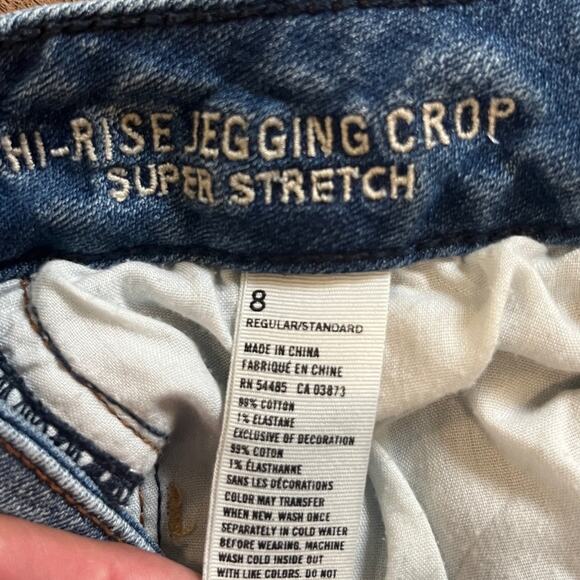 HI-RISE JEGGING CROP
SUPER STRETCH
8
REGULAR/STANDARD
MADE IN CHINA
FABRIQUÉ EN CHINE
RN 54485 CA 03873
99% COTTON
1% ELASTANE
EXCLUSIVE OF DECORATION
99% COTON
1% ÉLASTHANNE
SANS LES DÉCORATIONS
COLOR MAY TRANSFER
WHEN NEW. WASH ONCE
SEPARATELY IN COLD WATER
BEFORE WEARING. MACHINE
WASH COLD INSIDE OUT
WITH LIKE COLORS. DO NOT